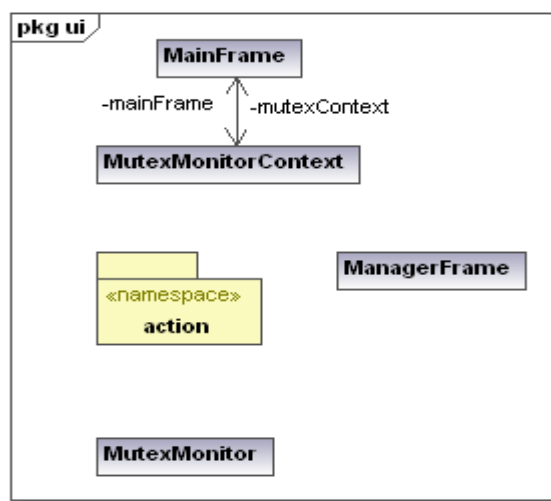 pkg ui
MainFrame
-mainFrame -mutexContext
MutexMonitorContext
ManagerFrame
«namespace»
action
MutexMonitor